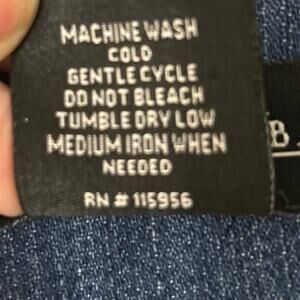 MACHINE WASH
COLD
GENTLE CYCLE
DO NOT BLEACH
TUMBLE DRY LOW
MEDIUM IRON WHEN
NEEDED
RN # 115956
B